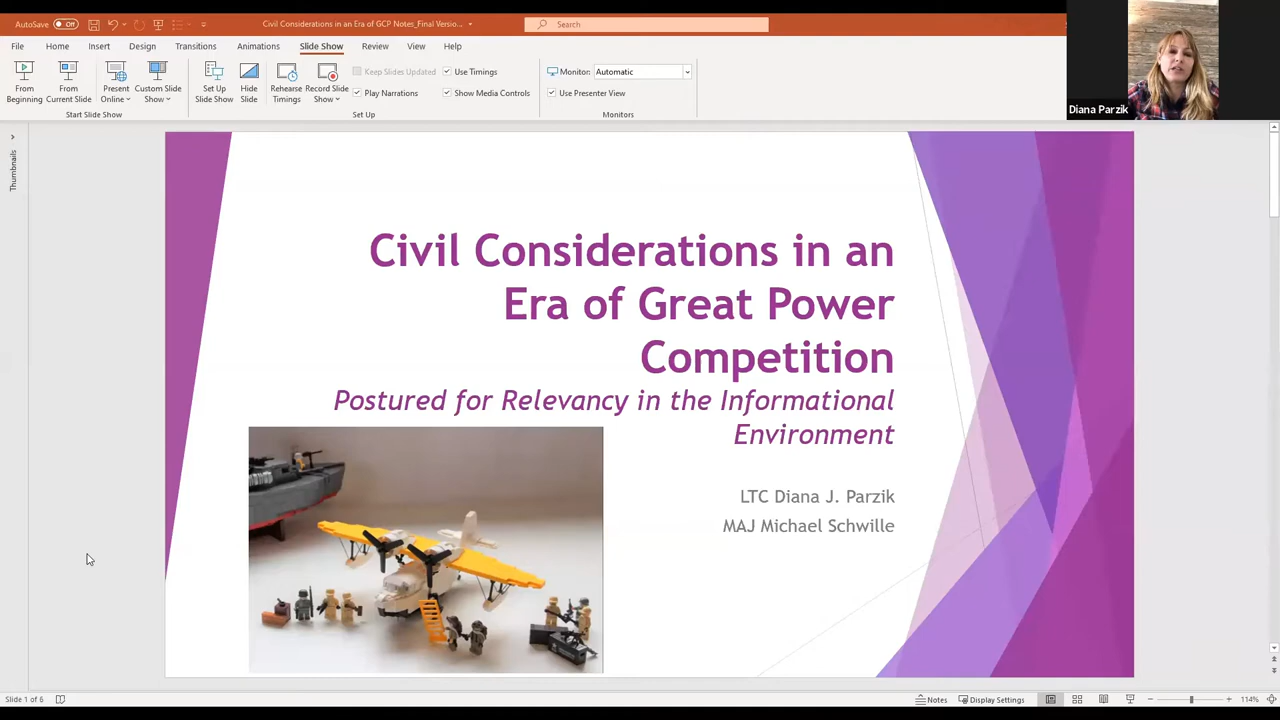 AutoSave Off
Civil Considerations in an Era of GCP Notes_Final Versio...
Search
File Home Insert Design Transitions Animations Slide Show Review View Help
From Beginning
From Current Slide
Present Online
Custom Slide Show
Start Slide Show
Set Up Slide Show
Hide Slide
Rehearse Timings
Record Slide Show
Keep Slides Updated
Use Timings
Play Narrations
Show Media Controls
Set Up
Monitor: Automatic
Use Presenter View
Monitors
Diana Parzik
Thumbnails
Civil Considerations in an
Era of Great Power
Competition
Postured for Relevancy in the Informational
Environment
LTC Diana J. Parzik
MAJ Michael Schwille
Slide 1 of 6
Notes
Display Settings
114%